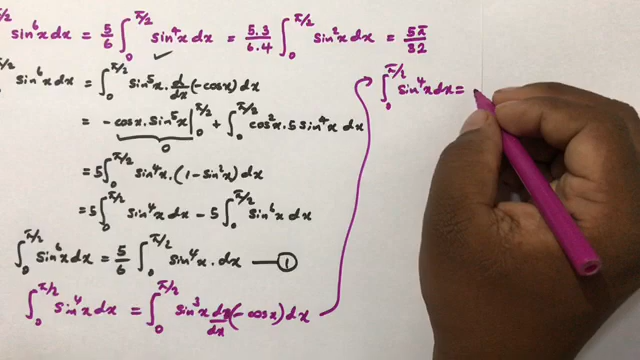 ∫₀^{π/2} sin⁶x dx = 5/6 ∫₀^{π/2} sin⁴x dx = 5.3/6.4 ∫₀^{π/2} sin²x dx = 5π/32
✓
sin⁶x dx = ∫₀^{π/2} sin⁵x . d/dx (-cosx) dx
= - cosx. sin⁵x |₀^{π/2} + ∫₀^{π/2} cos²x . 5 sin⁴x dx
0
= 5 ∫₀^{π/2} sin⁴x . (1 - sin²x) dx
= 5 ∫₀^{π/2} sin⁴x dx - 5 ∫₀^{π/2} sin⁶x dx
∫₀^{π/2} sin⁶x dx = 5/6 ∫₀^{π/2} sin⁴x . dx — ①
∫₀^{π/2} sin⁴x dx = ∫₀^{π/2} sin³x dx/dx (-cosx) dx
∫₀^{π/2} sin⁴x dx =